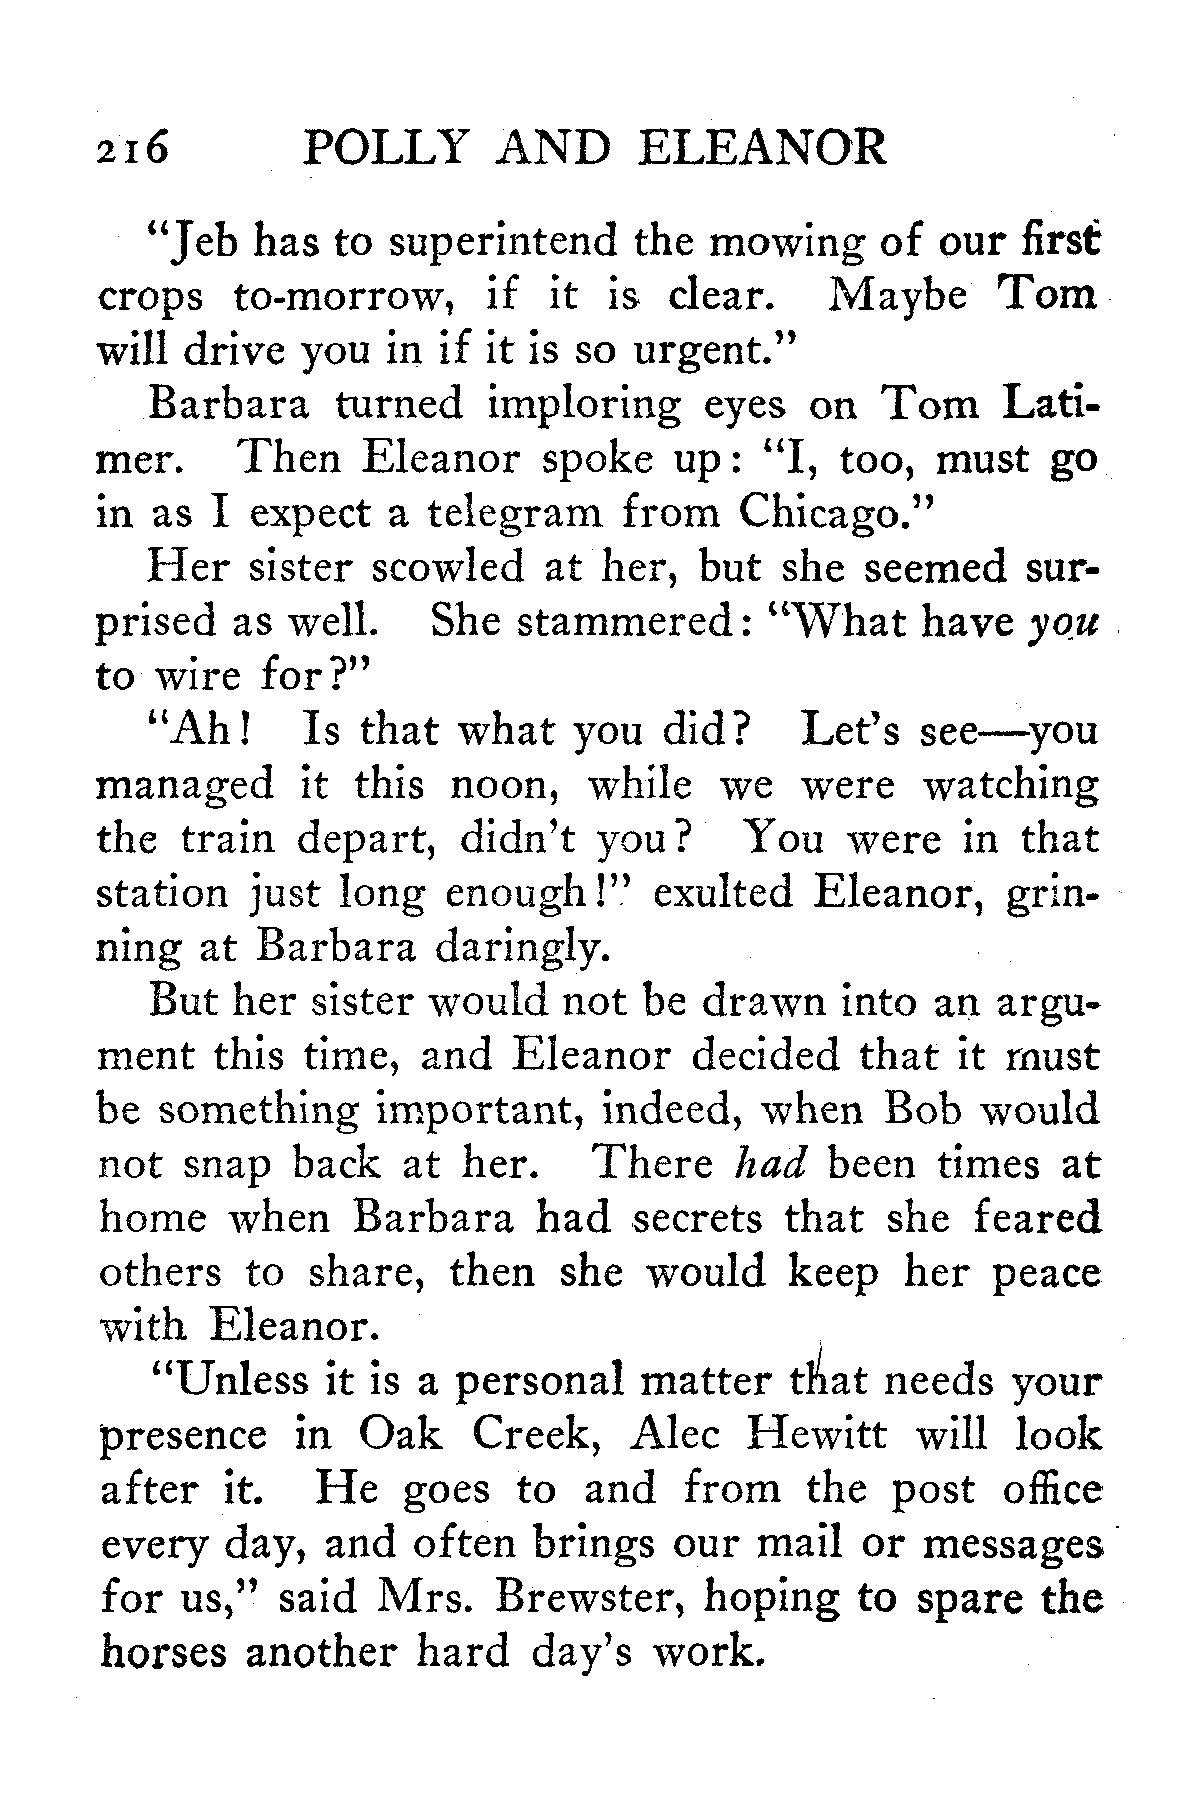 216 POLLY AND ELEANOR
“Jeb has to superintend the mowing of our first
crops to-morrow, if it is clear. Maybe Tom
will drive you in if it is so urgent.”
Barbara turned imploring eyes on Tom Lati-
mer. Then Eleanor spoke up: “I, too, must go
in as I expect a telegram from Chicago.”
Her sister scowled at her, but she seemed sur-
prised as well. She stammered: “What have you
to wire for?”
“Ah! Is that what you did? Let’s see—you
managed it this noon, while we were watching
the train depart, didn’t you? You were in that
station just long enough!” exulted Eleanor, grin-
ning at Barbara daringly.
But her sister would not be drawn into an argu-
ment this time, and Eleanor decided that it must
be something important, indeed, when Bob would
not snap back at her. There had been times at
home when Barbara had secrets that she feared
others to share, then she would keep her peace
with Eleanor.
“Unless it is a personal matter that needs your
presence in Oak Creek, Alec Hewitt will look
after it. He goes to and from the post office
every day, and often brings our mail or messages
for us,” said Mrs. Brewster, hoping to spare the
horses another hard day’s work.